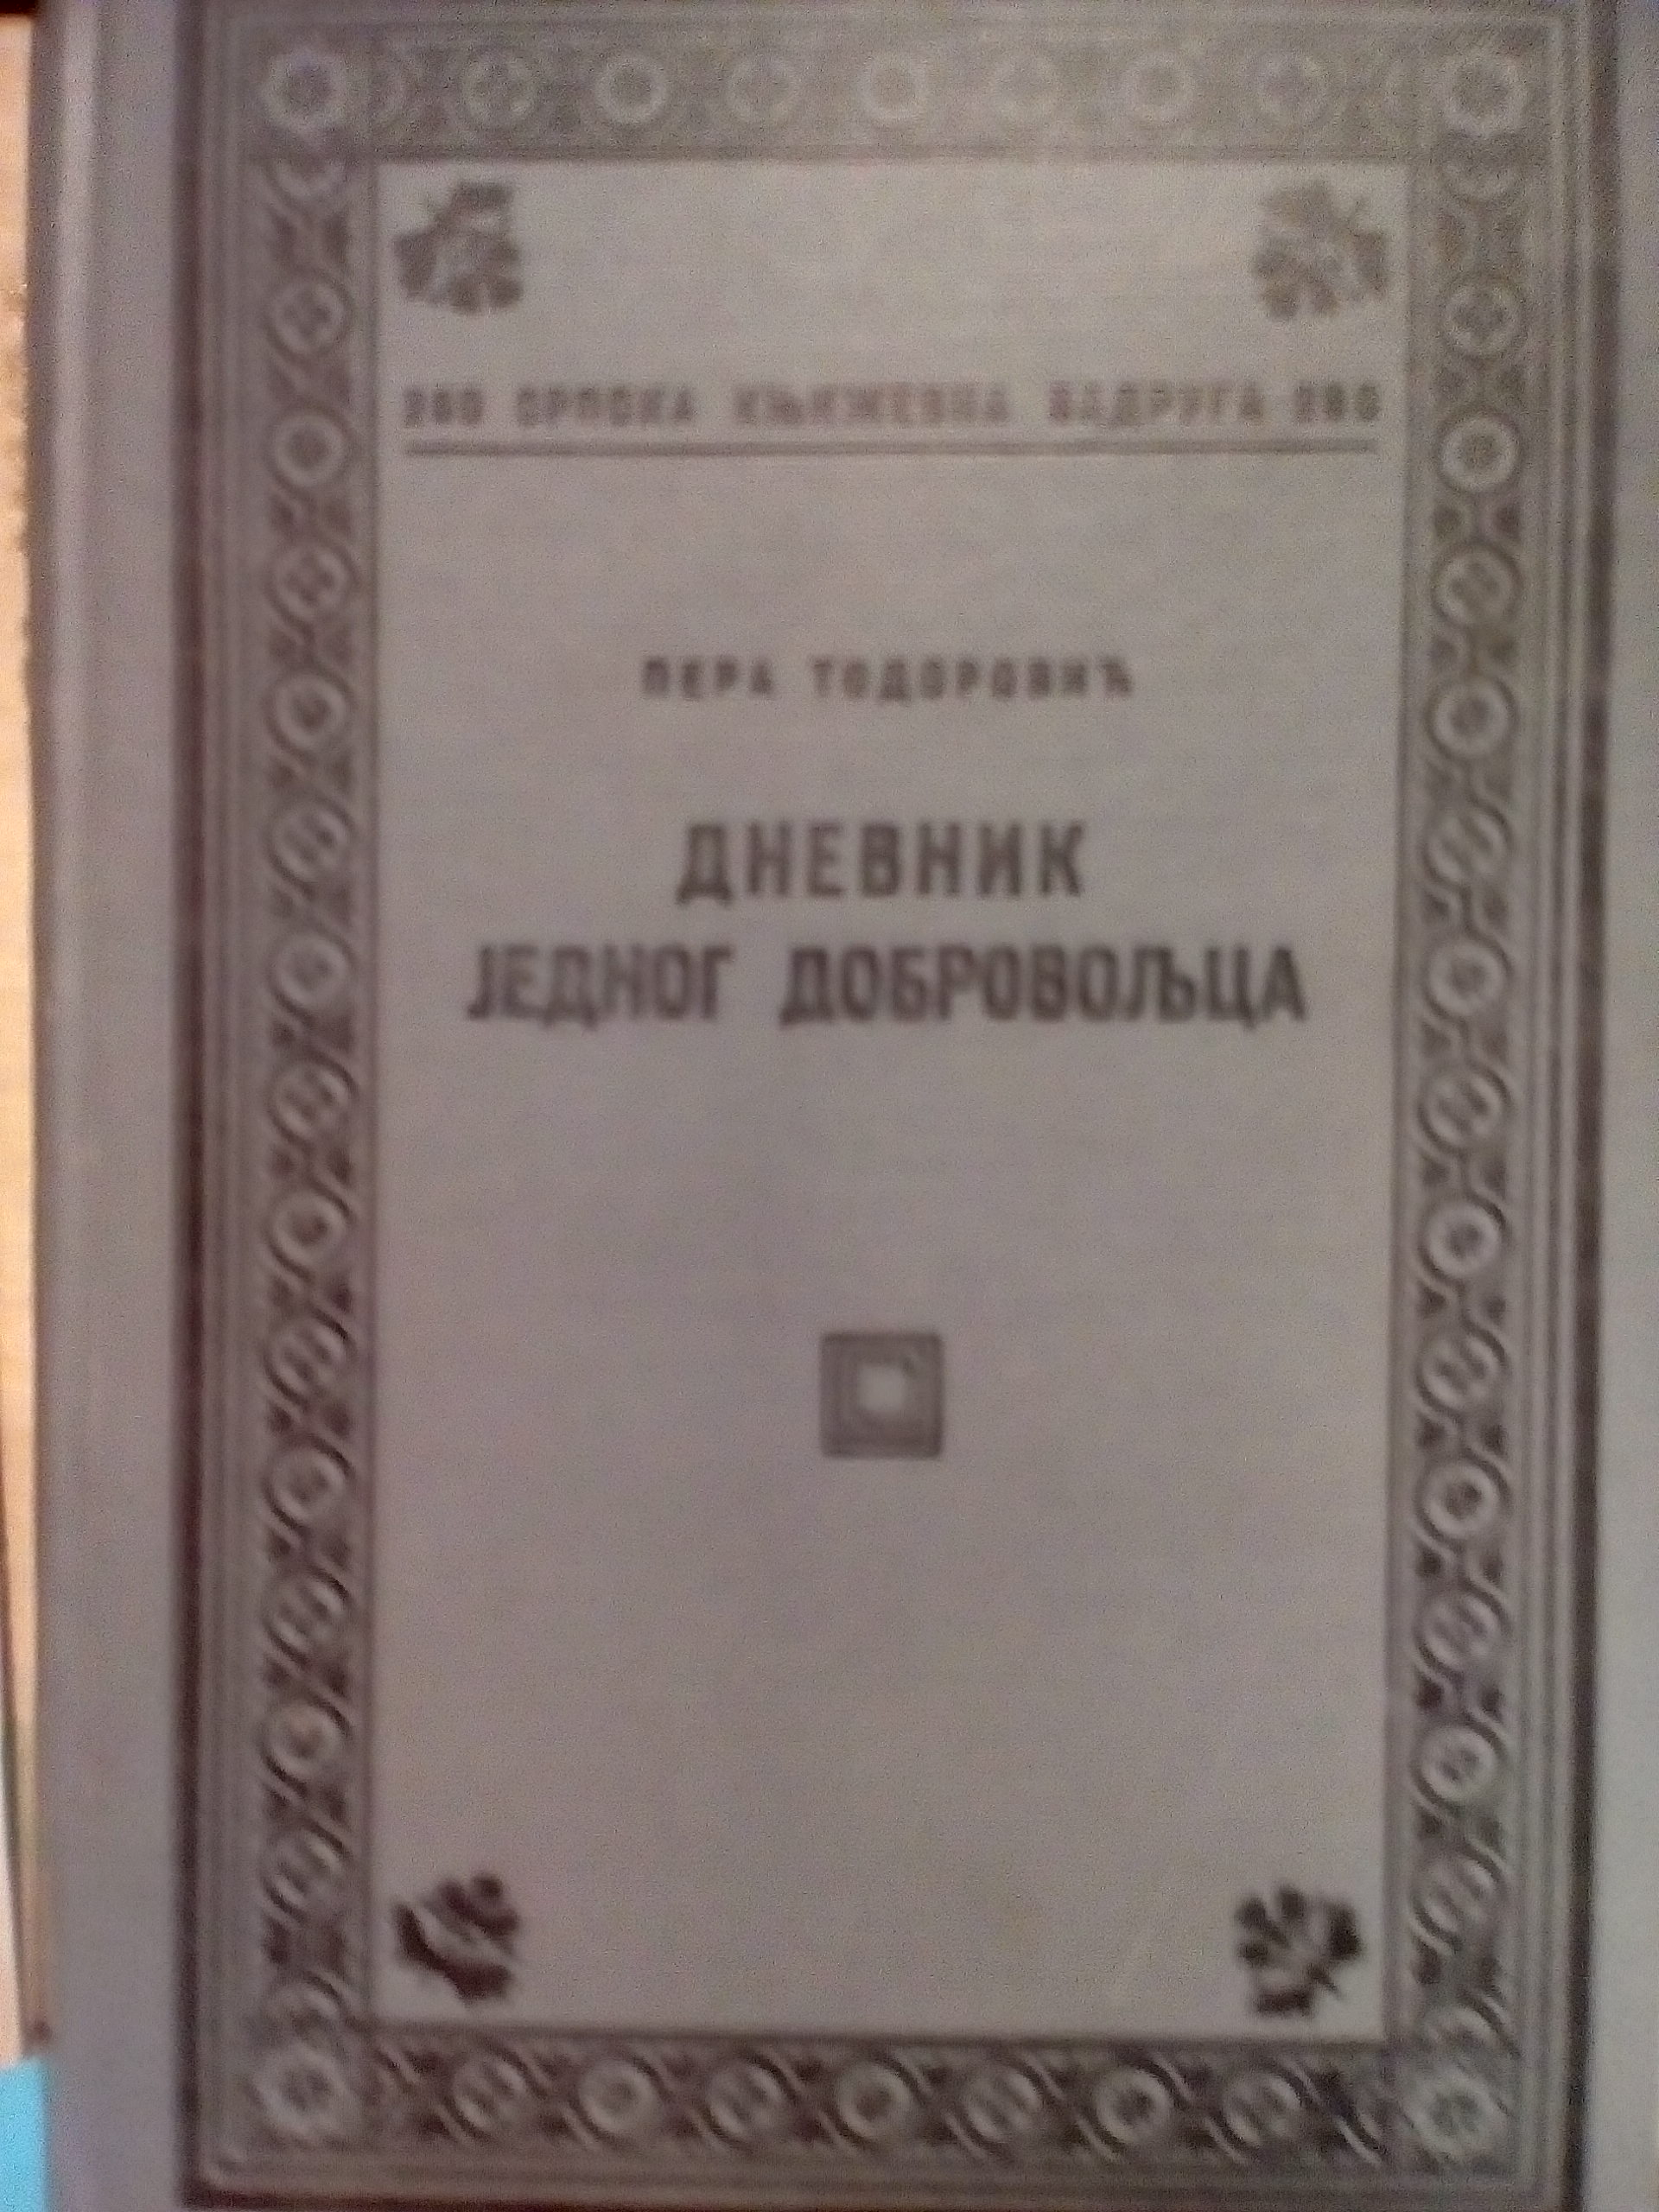 СРПСКА КЊИЖЕВНА ЗАДРУГА
ПЕРА ТОДОРОВИЋ
ДНЕВНИК
ЈЕДНОГ ДОБРОВОЉЦА